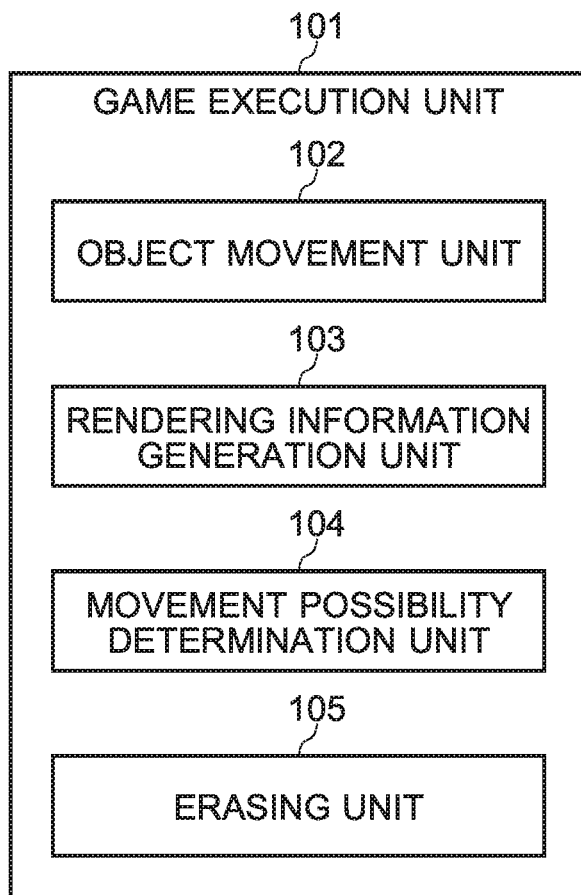 101
GAME EXECUTION UNIT
102
OBJECT MOVEMENT UNIT
103
RENDERING INFORMATION
GENERATION UNIT
104
MOVEMENT POSSIBILITY
DETERMINATION UNIT
105
ERASING UNIT